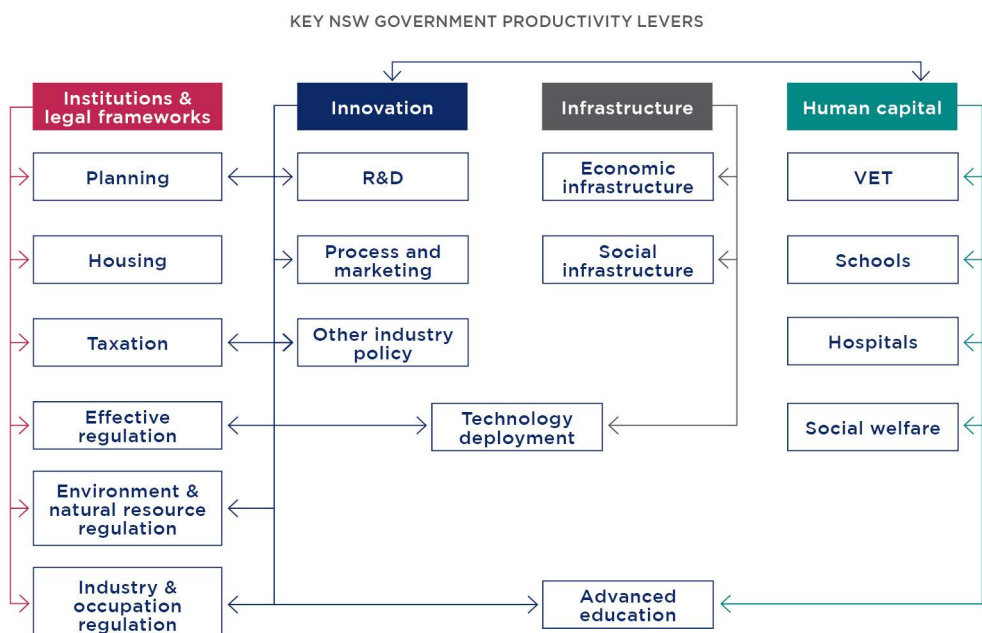 KEY NSW GOVERNMENT PRODUCTIVITY LEVERS
Institutions &
legal frameworks
Innovation
Infrastructure
Human capital
Planning
R&D
Economic
infrastructure
VET
Housing
Process and
marketing
Social
infrastructure
Schools
Taxation
Other industry
policy
Hospitals
Effective
regulation
Technology
deployment
Social welfare
Environment &
natural resource
regulation
Industry &
occupation
regulation
Advanced
education